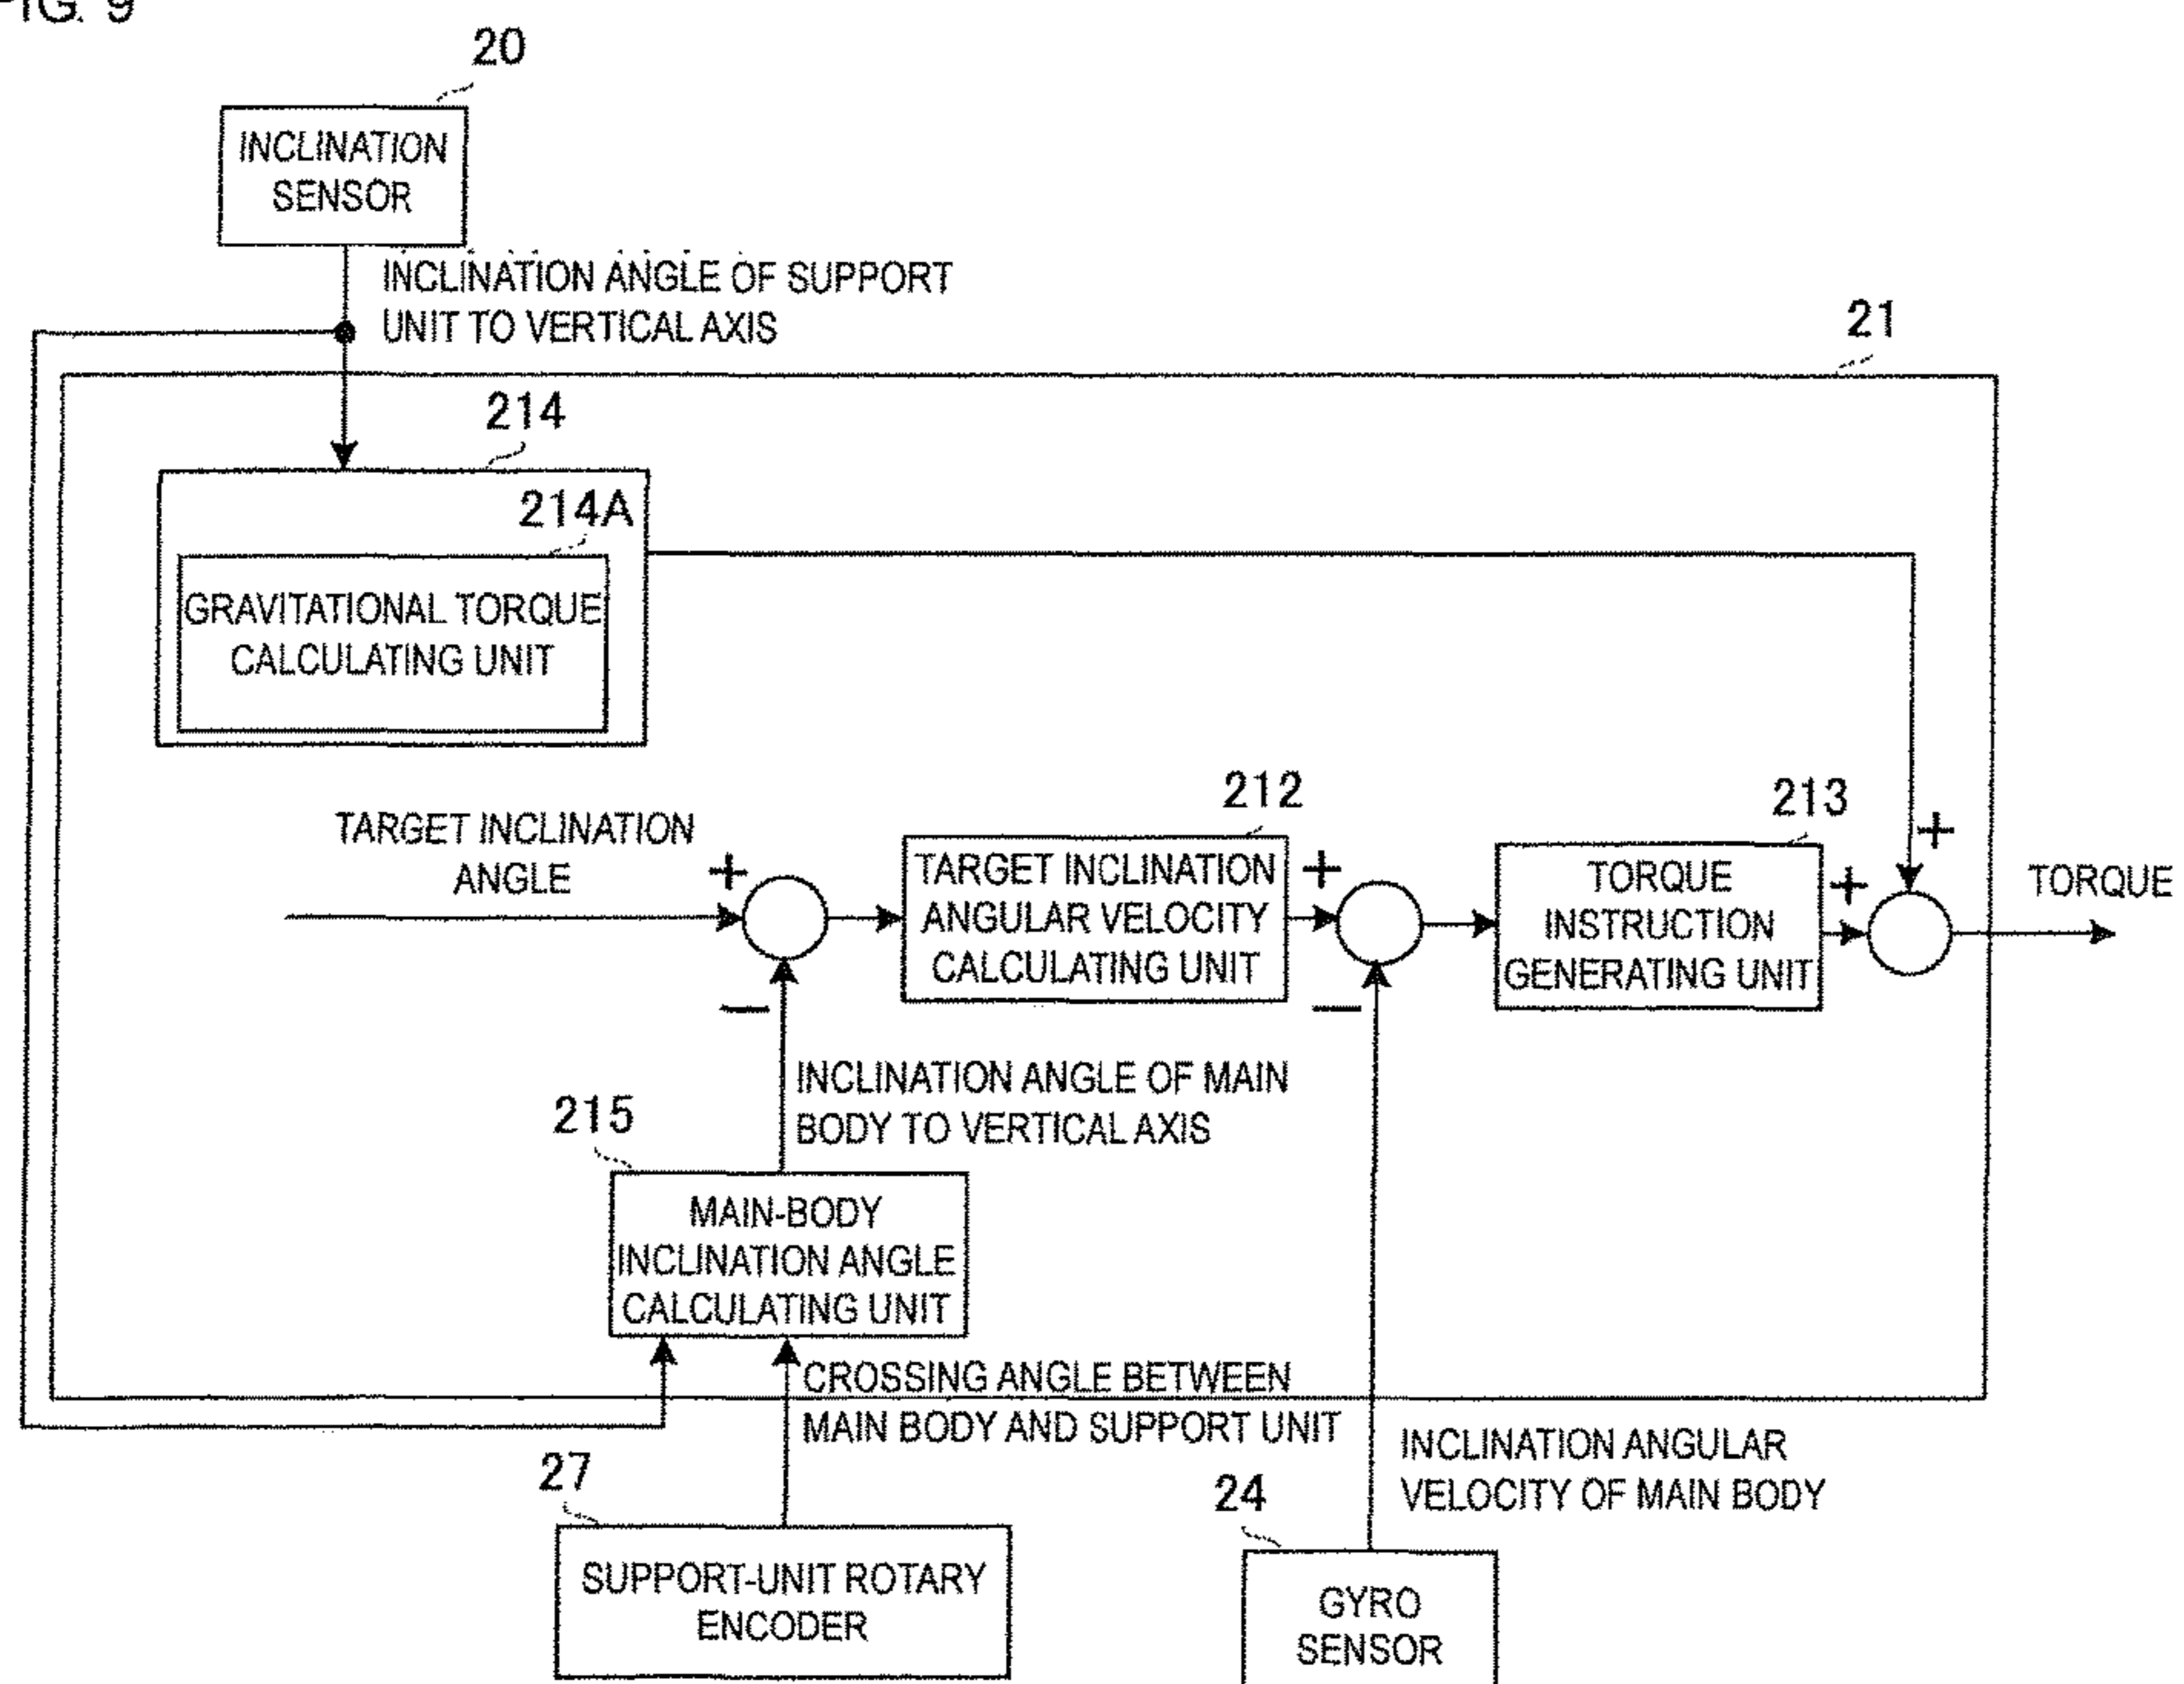 FIG. 9
20
INCLINATION
SENSOR
INCLINATION ANGLE OF SUPPORT
UNIT TO VERTICAL AXIS
21
214
214A
GRAVITATIONAL TORQUE
CALCULATING UNIT
TARGET INCLINATION
ANGLE
+
−
212
TARGET INCLINATION
ANGULAR VELOCITY
CALCULATING UNIT
+
−
213
TORQUE
INSTRUCTION
GENERATING UNIT
+
+
TORQUE
INCLINATION ANGLE OF MAIN
BODY TO VERTICAL AXIS
215
MAIN-BODY
INCLINATION ANGLE
CALCULATING UNIT
CROSSING ANGLE BETWEEN
MAIN BODY AND SUPPORT UNIT
INCLINATION ANGULAR
VELOCITY OF MAIN BODY
27
SUPPORT-UNIT ROTARY
ENCODER
24
GYRO
SENSOR